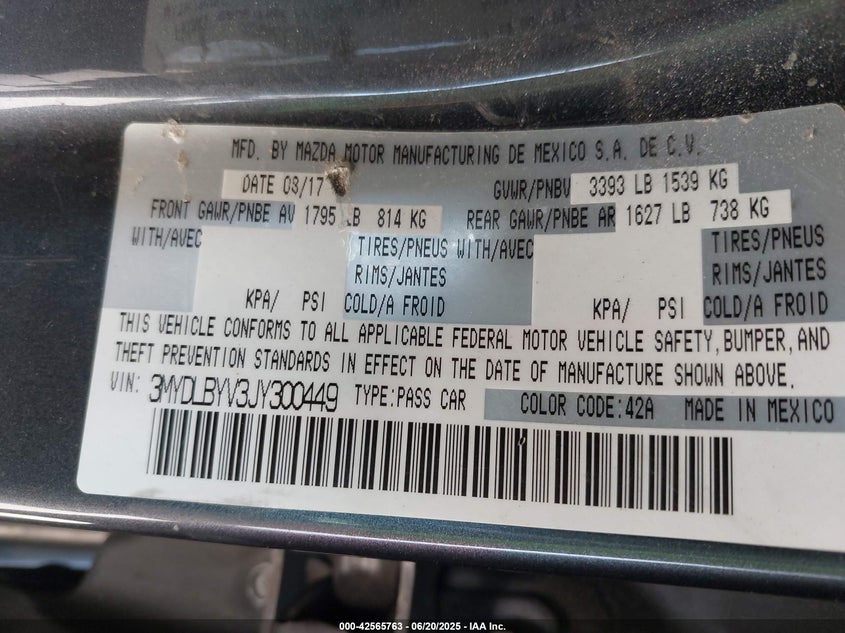 MFD. BY MAZDA MOTOR MANUFACTURING DE MEXICO S.A. DE C.V.
DATE 03/17 GVWR/PNBV 3393 LB 1539 KG
FRONT GAWR/PNBE AV 1795 LB 814 KG REAR GAWR/PNBE AR 1627 LB 738 KG
WITH/AVEC TIRES/PNEUS WITH/AVEC TIRES/PNEUS
RIMS/JANTES RIMS/JANTES
KPA/ PSI COLD/A FROID KPA/ PSI COLD/A FROID
THIS VEHICLE CONFORMS TO ALL APPLICABLE FEDERAL MOTOR VEHICLE SAFETY, BUMPER, AND
THEFT PREVENTION STANDARDS IN EFFECT ON THE DATE OF MANUFACTURE SHOWN ABOVE.
VIN: 3MYDLBYV3JY300449 TYPE:PASS CAR COLOR CODE:42A MADE IN MEXICO
000-42565763 | 06/20/2025 - IAA Inc.